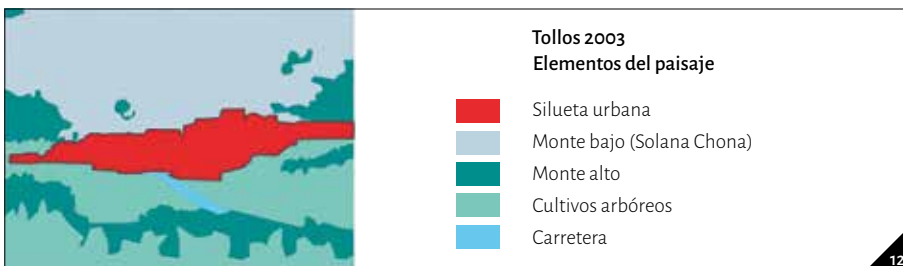 Tollos 2003
Elementos del paisaje
Silueta urbana
Monte bajo (Solana Chona)
Monte alto
Cultivos arbóreos
Carretera
12